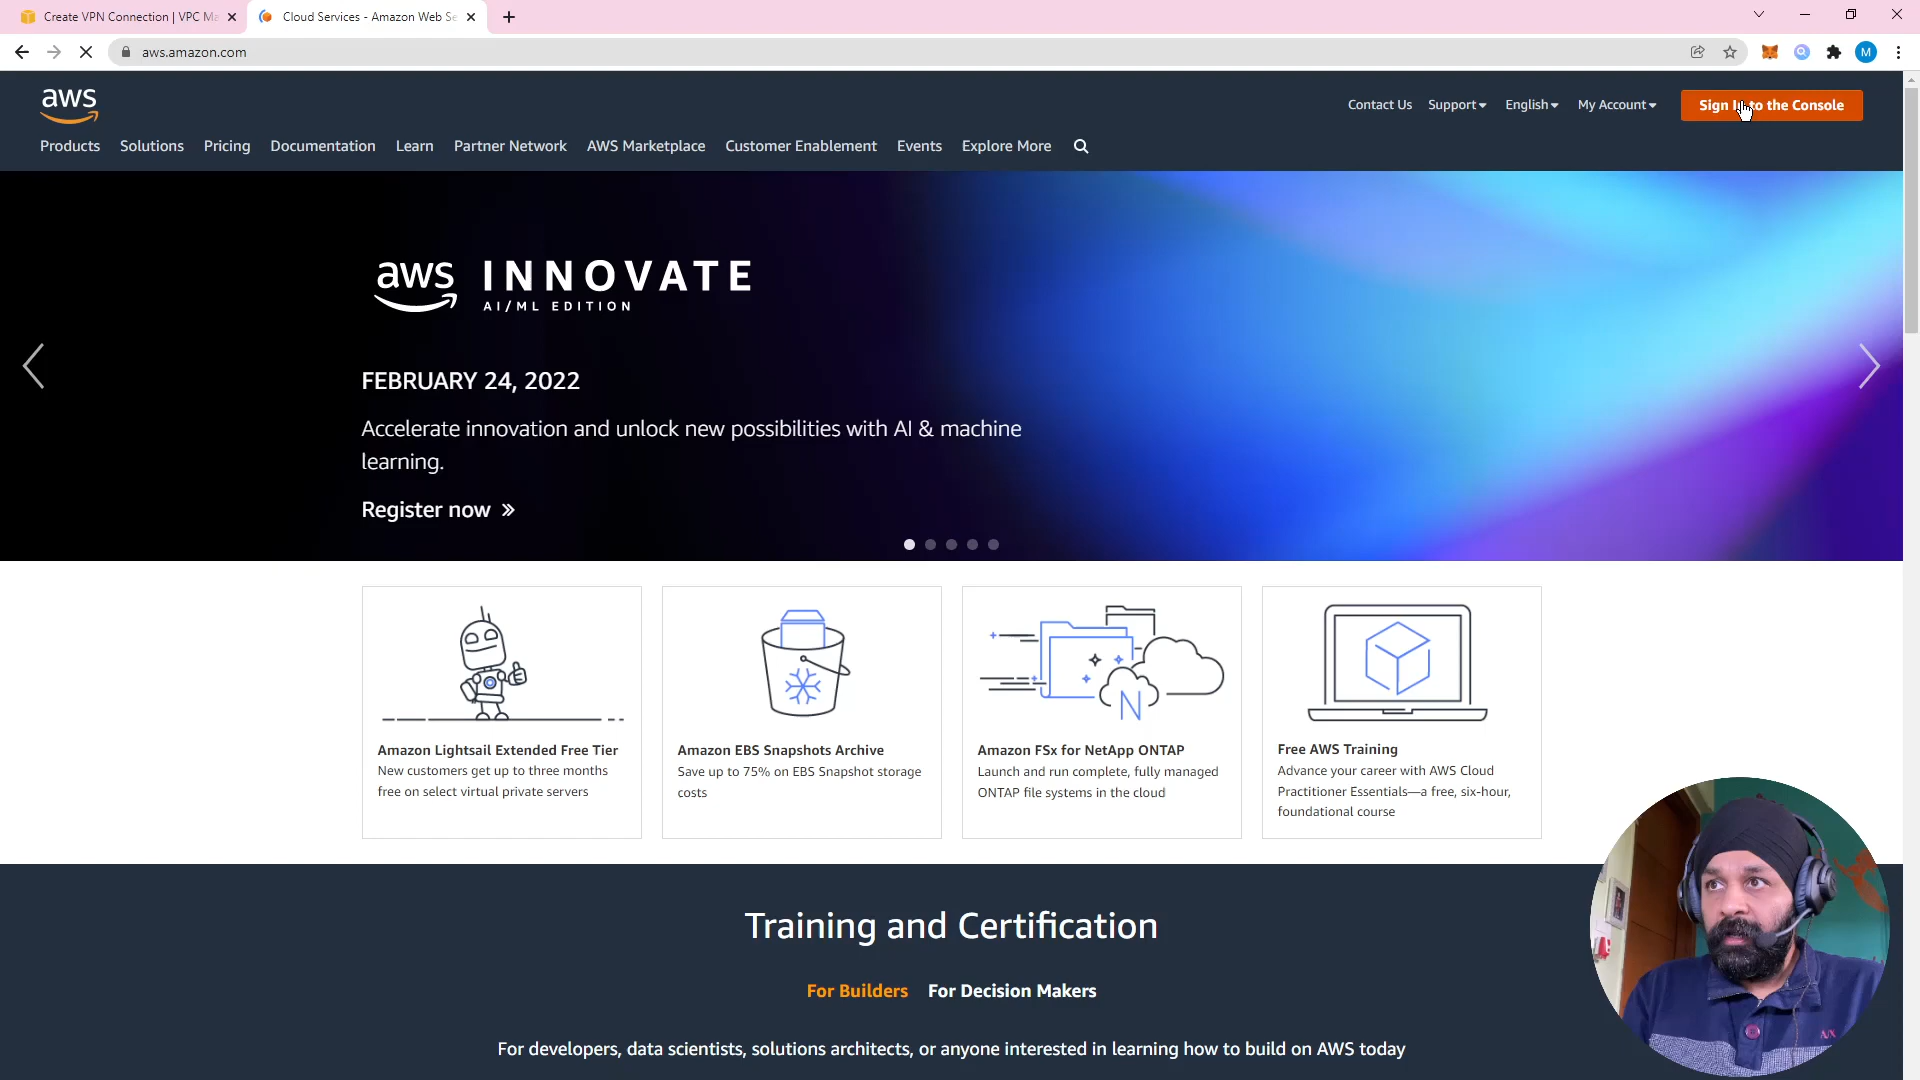 Create VPN Connection | VPC Ma
Cloud Services - Amazon Web Se
aws.amazon.com
M
aws
Contact Us
Support
English
My Account
Sign In to the Console
Products
Solutions
Pricing
Documentation
Learn
Partner Network
AWS Marketplace
Customer Enablement
Events
Explore More
aws INNOVATE
AI/ML EDITION
FEBRUARY 24, 2022
Accelerate innovation and unlock new possibilities with AI & machine
learning.
Register now »
N
Amazon Lightsail Extended Free Tier
New customers get up to three months
free on select virtual private servers
Amazon EBS Snapshots Archive
Save up to 75% on EBS Snapshot storage
costs
Amazon FSx for NetApp ONTAP
Launch and run complete, fully managed
ONTAP file systems in the cloud
Free AWS Training
Advance your career with AWS Cloud
Practitioner Essentials—a free, six-hour,
foundational course
Training and Certification
For Builders
For Decision Makers
For developers, data scientists, solutions architects, or anyone interested in learning how to build on AWS today